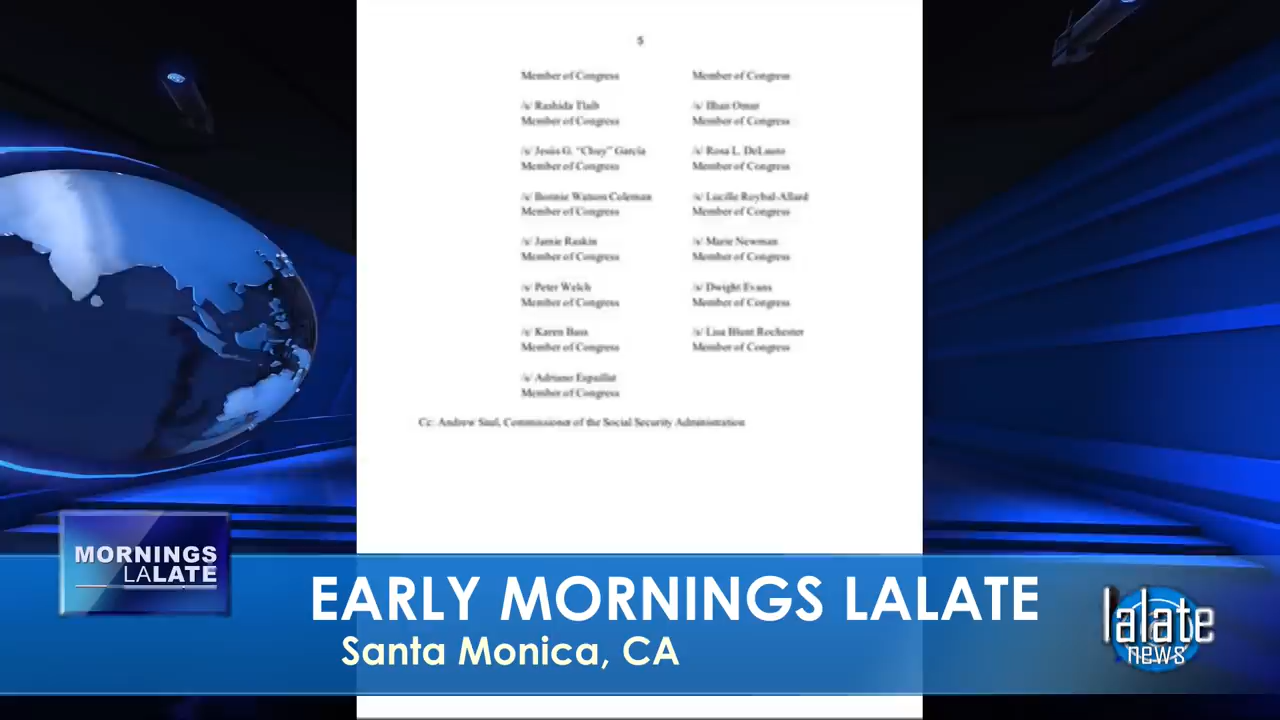 5
Member of Congress Member of Congress
/s/ Rashida Tlaib /s/ Ilhan Omar
Member of Congress Member of Congress
/s/ Jesús G. "Chuy" García /s/ Rosa L. DeLauro
Member of Congress Member of Congress
/s/ Bonnie Watson Coleman /s/ Lucille Roybal-Allard
Member of Congress Member of Congress
/s/ Jamie Raskin /s/ Marie Newman
Member of Congress Member of Congress
/s/ Peter Welch /s/ Dwight Evans
Member of Congress Member of Congress
/s/ Karen Bass /s/ Lisa Blunt Rochester
Member of Congress Member of Congress
/s/ Adriano Espaillat
Member of Congress
Cc: Andrew Saul, Commissioner of the Social Security Administration
MORNINGS
LALATE
EARLY MORNINGS LALATE
Santa Monica, CA
lalate
news